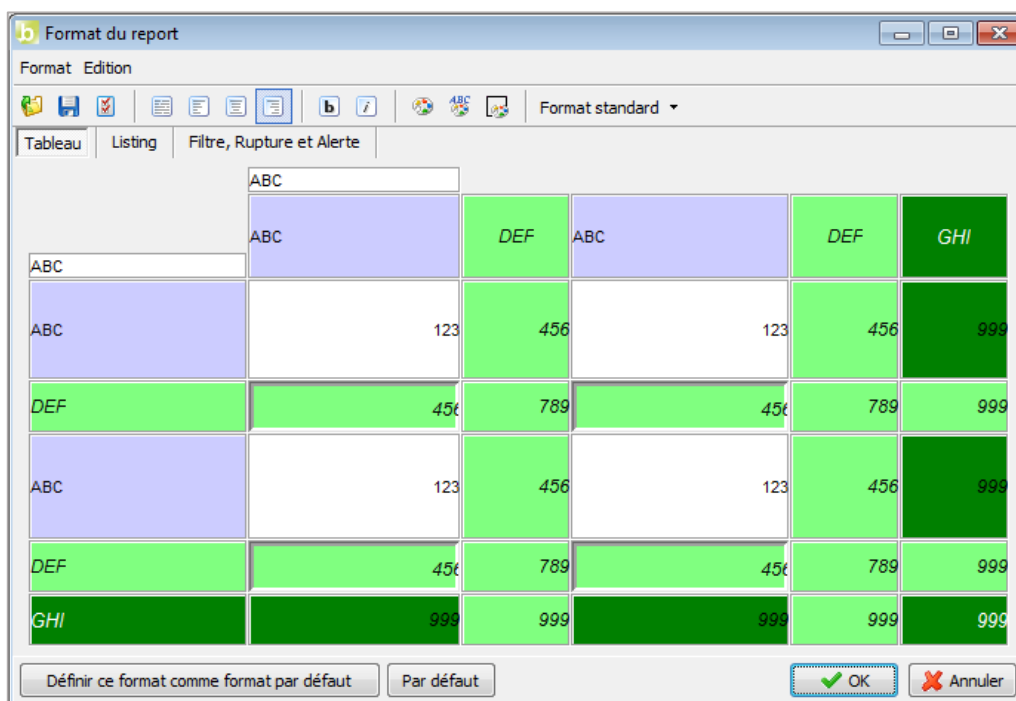 Format du report
Format Edition
b i ABC Format standard
Tableau Listing Filtre, Rupture et Alerte
ABC
ABC DEF ABC DEF GHI
ABC
ABC 123 456 123 456 999
DEF 456 789 456 789 999
ABC 123 456 123 456 999
DEF 456 789 456 789 999
GHI 999 999 999 999 999
Définir ce format comme format par défaut Par défaut OK Annuler